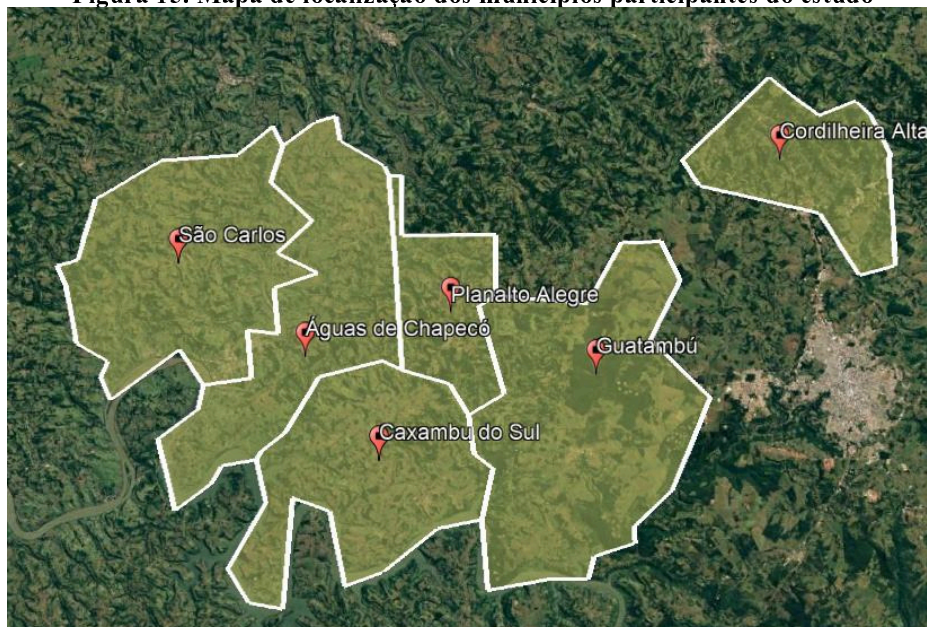 Figura 15. Mapa de localização dos municípios participantes do estudo
Cordilheira Alta
São Carlos
Planalto Alegre
Águas de Chapecó
Guatambú
Caxambu do Sul